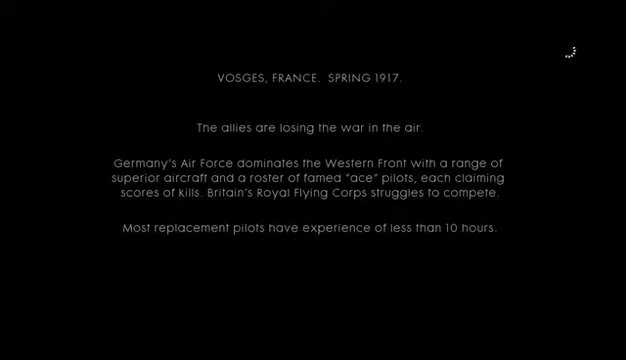 VOSGES, FRANCE. SPRING 1917.
The allies are losing the war in the air.
Germany's Air Force dominates the Western Front with a range of
superior aircraft and a roster of famed "ace" pilots, each claiming
scores of kills. Britain's Royal Flying Corps struggles to compete.
Most replacement pilots have experience of less than 10 hours.